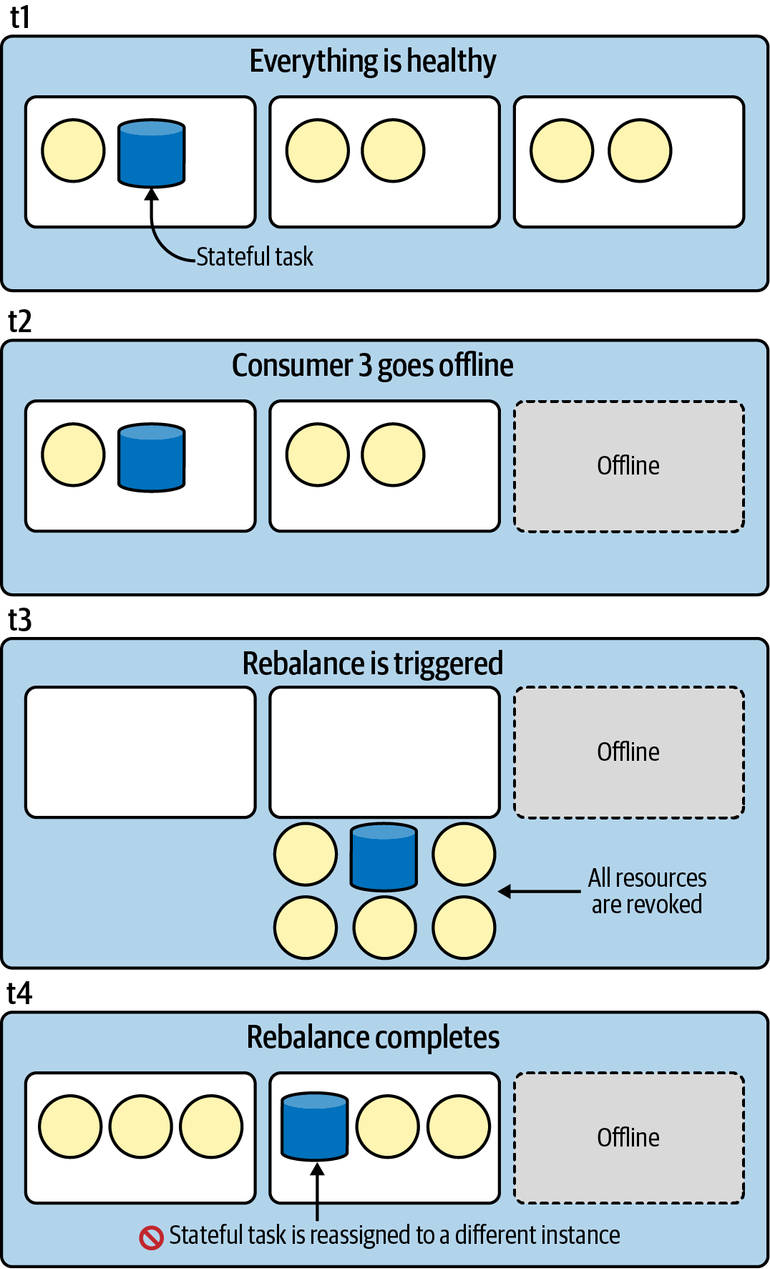 t1
Everything is healthy
Stateful task
t2
Consumer 3 goes offline
Offline
t3
Rebalance is triggered
Offline
All resources
are revoked
t4
Rebalance completes
Offline
Stateful task is reassigned to a different instance